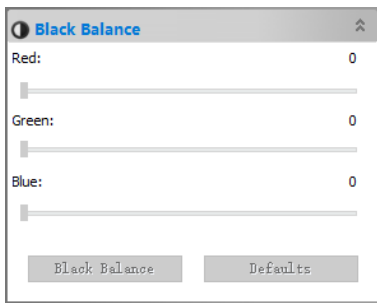 Black Balance
Red: 0
Green: 0
Blue: 0
Black Balance Defaults